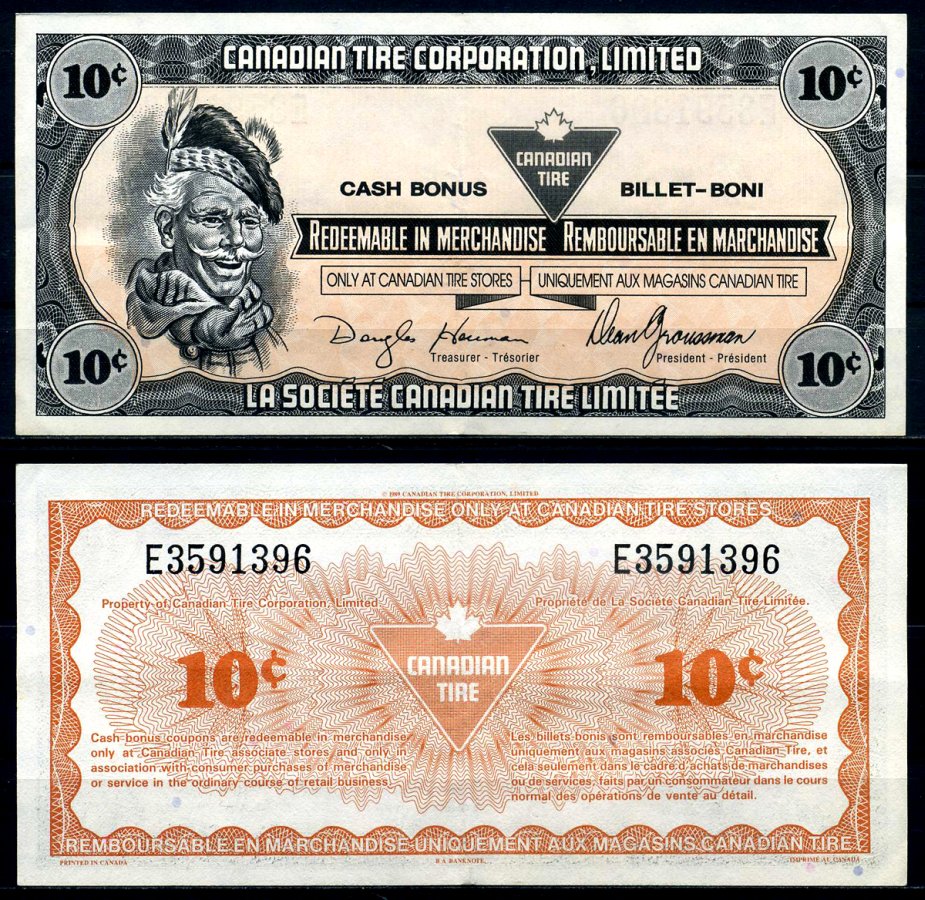 10¢
CANADIAN TIRE CORPORATION, LIMITED
10¢
CANADIAN
TIRE
CASH BONUS
BILLET-BONI
REDEEMABLE IN MERCHANDISE REMBOURSABLE EN MARCHANDISE
ONLY AT CANADIAN TIRE STORES
UNIQUEMENT AUX MAGASINS CANADIAN TIRE
Dean Groussman
Treasurer - Trésorier
President - Président
10¢
10¢
LA SOCIÉTÉ CANADIAN TIRE LIMITÉE
© 1989 CANADIAN TIRE CORPORATION, LIMITED
REDEEMABLE IN MERCHANDISE ONLY AT CANADIAN TIRE STORES
E3591396
E3591396
Property of Canadian Tire Corporation, Limited.
Propriété de La Société Canadian Tire Limitée.
CANADIAN
TIRE
10¢
10¢
Cash bonus coupons are redeemable in merchandise
only at Canadian Tire associate stores and only in
association with consumer purchases of merchandise
or service in the ordinary course of retail business.
Les billets bonis sont remboursables en marchandise
uniquement aux magasins associés Canadian Tire, et
cela seulement dans le cadre d'achats de marchandises
ou de services, faits par un consommateur dans le cours
normal des opérations de vente au détail.
REMBOURSABLE EN MARCHANDISE UNIQUEMENT AUX MAGASINS CANADIAN TIRE
PRINTED IN CANADA
B A BANKNOTE.
IMPRIMÉ AU CANADA